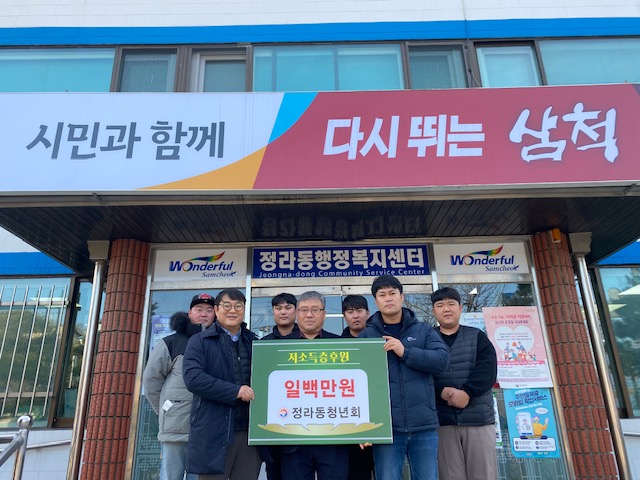 시민과 함께 다시 뛰는 삼척
Wonderful
Samcheok
정라동행정복지센터
Jeongna-dong Community Service Center
Wonderful
Samcheok
저소득층후원
일백만원
정라동청년회